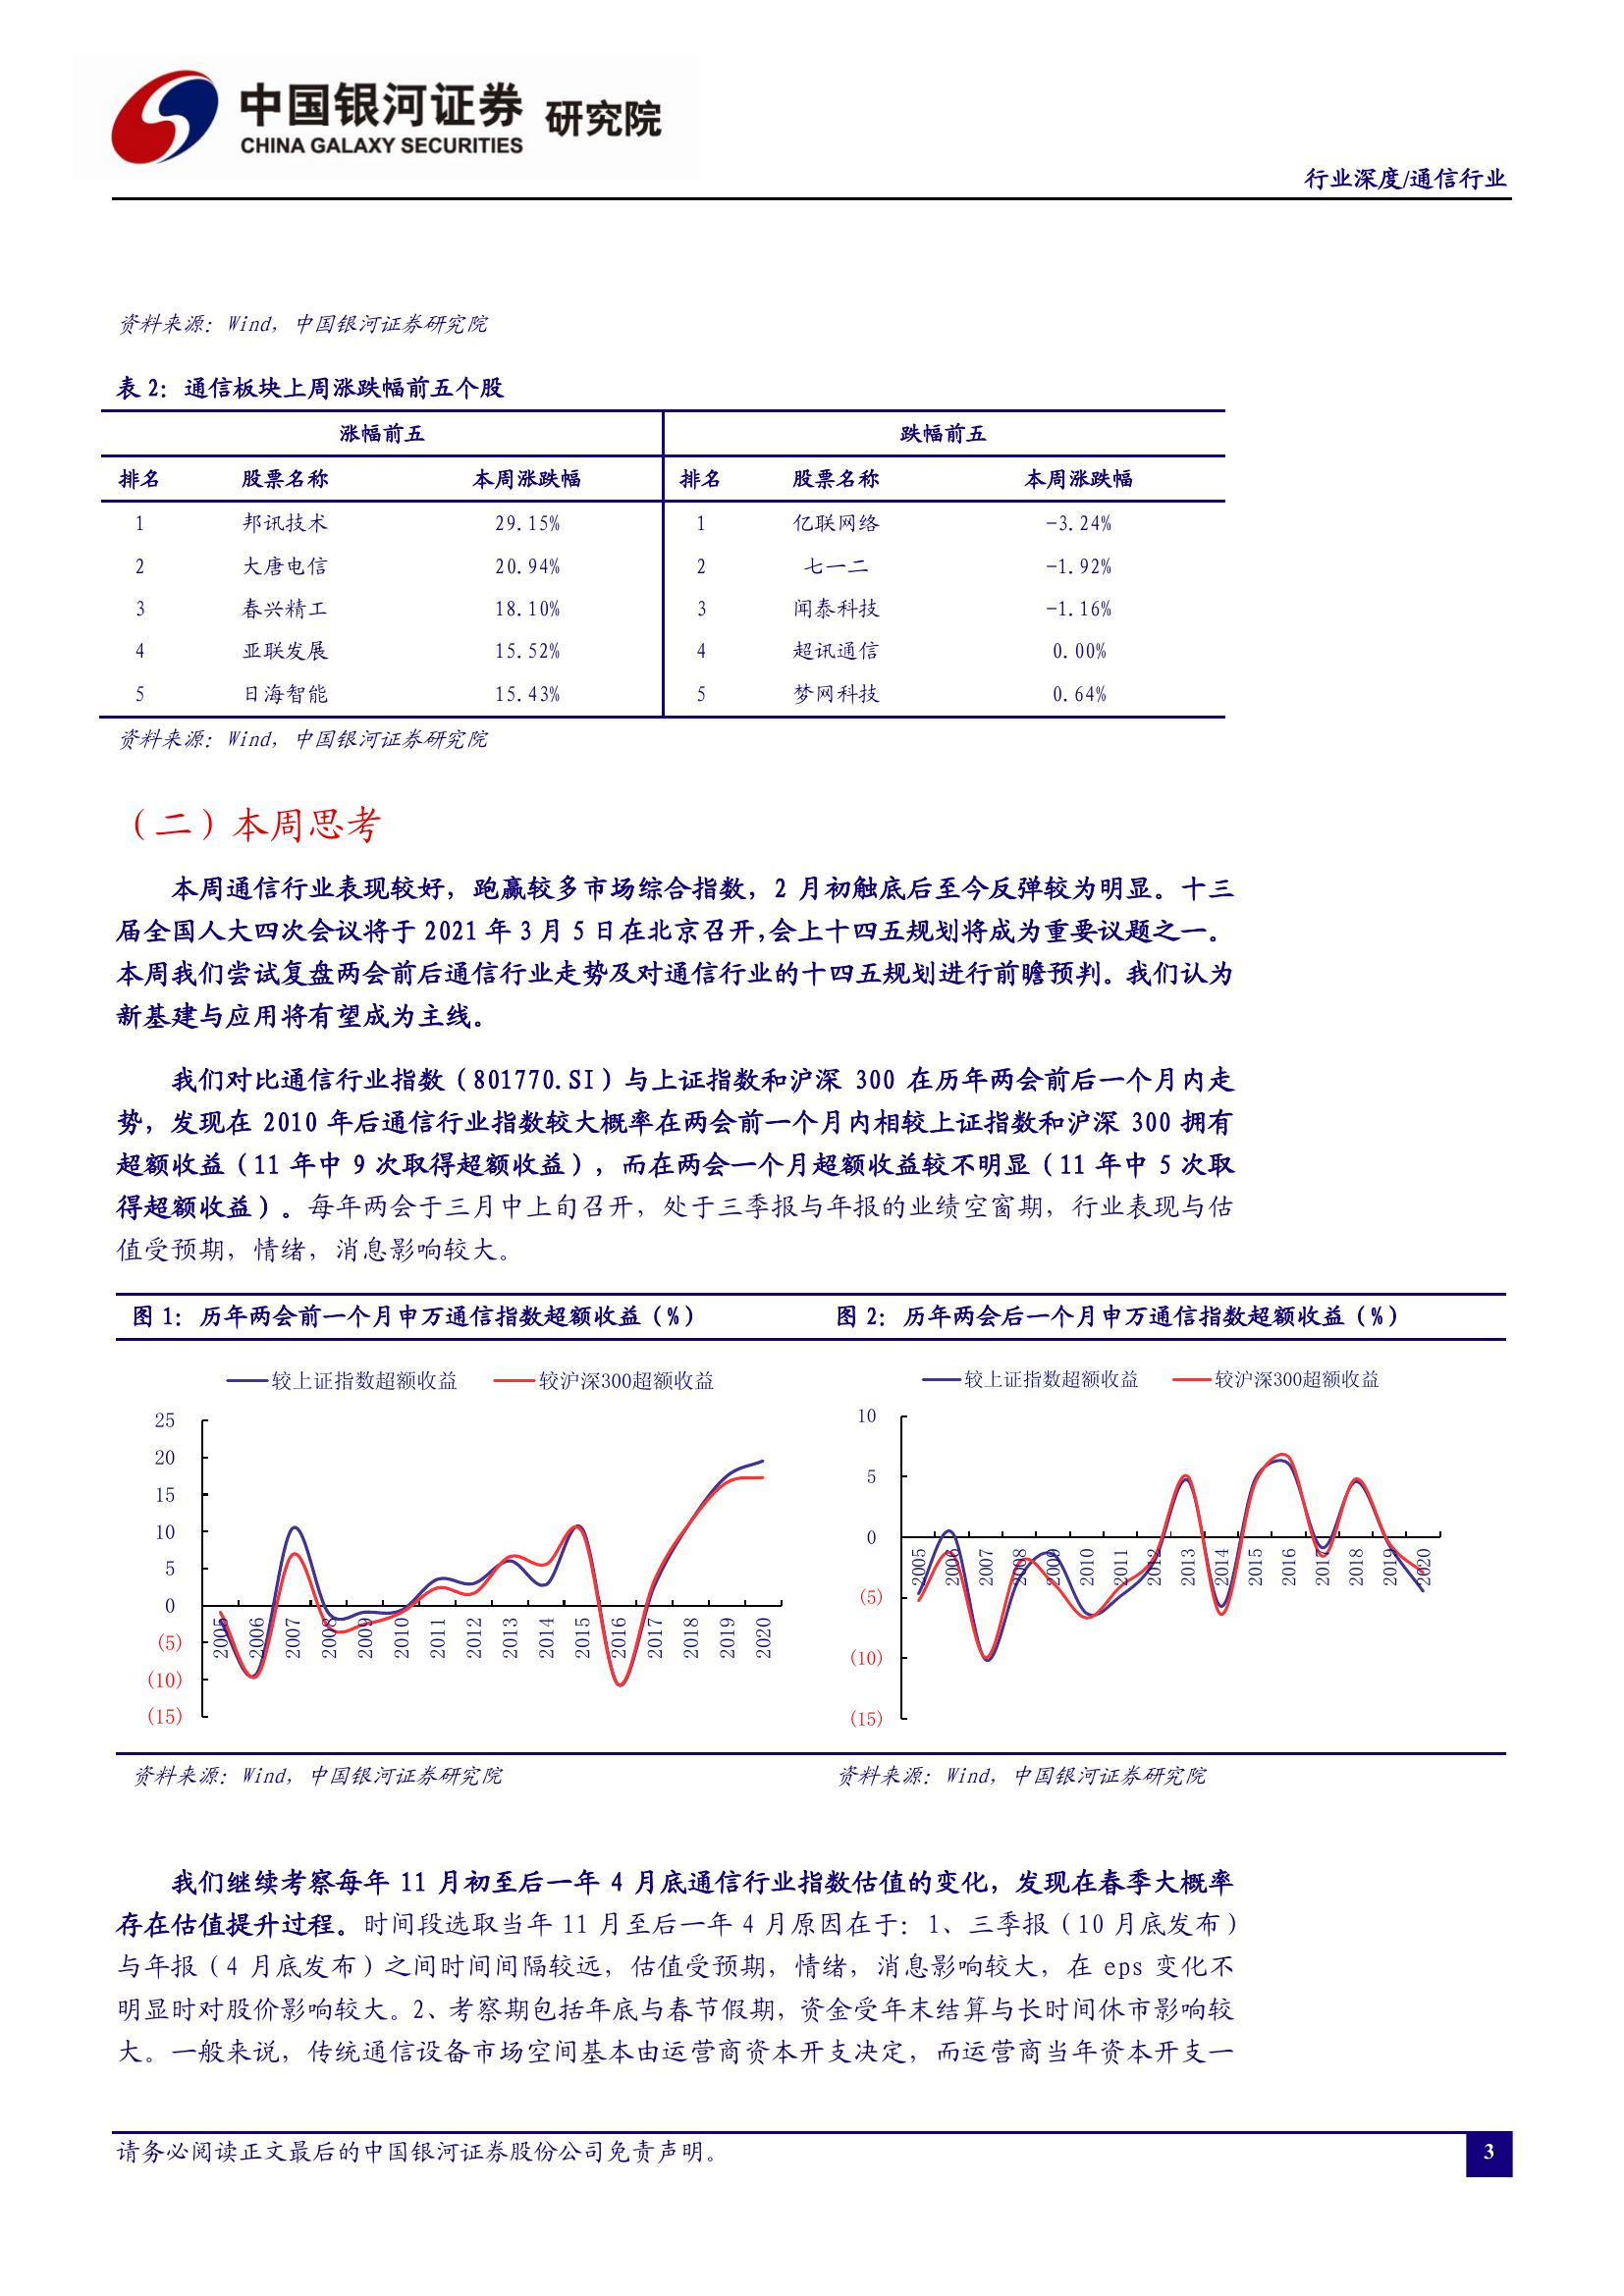 中国银河证券 研究院
CHINA GALAXY SECURITIES
行业深度/通信行业
资料来源：Wind，中国银河证券研究院
表 2：通信板块上周涨跌幅前五个股
涨幅前五 跌幅前五
排名 股票名称 本周涨跌幅 排名 股票名称 本周涨跌幅
1 邦讯技术 29.15% 1 亿联网络 -3.24%
2 大唐电信 20.94% 2 七一二 -1.92%
3 春兴精工 18.10% 3 闻泰科技 -1.16%
4 亚联发展 15.52% 4 超讯通信 0.00%
5 日海智能 15.43% 5 梦网科技 0.64%
资料来源：Wind，中国银河证券研究院
（二）本周思考
本周通信行业表现较好，跑赢较多市场综合指数，2 月初触底后至今反弹较为明显。十三
届全国人大四次会议将于 2021 年 3 月 5 日在北京召开，会上十四五规划将成为重要议题之一。
本周我们尝试复盘两会前后通信行业走势及对通信行业的十四五规划进行前瞻预判。我们认为
新基建与应用将有望成为主线。
我们对比通信行业指数（801770.SI）与上证指数和沪深 300 在历年两会前后一个月内走
势，发现在 2010 年后通信行业指数较大概率在两会前一个月内相较上证指数和沪深 300 拥有
超额收益（11 年中 9 次取得超额收益），而在两会一个月超额收益较不明显（11 年中 5 次取
得超额收益）。每年两会于三月中上旬召开，处于三季报与年报的业绩空窗期，行业表现与估
值受预期，情绪，消息影响较大。
图 1：历年两会前一个月申万通信指数超额收益（%）
较上证指数超额收益 较沪深300超额收益
25
20
15
10
5
0
(5)
(10)
(15)
2005 2006 2007 2008 2009 2010 2011 2012 2013 2014 2015 2016 2017 2018 2019 2020
资料来源：Wind，中国银河证券研究院
图 2：历年两会后一个月申万通信指数超额收益（%）
较上证指数超额收益 较沪深300超额收益
10
5
0
(5)
(10)
(15)
2005 2006 2007 2008 2009 2010 2011 2012 2013 2014 2015 2016 2017 2018 2019 2020
资料来源：Wind，中国银河证券研究院
我们继续考察每年 11 月初至后一年 4 月底通信行业指数估值的变化，发现在春季大概率
存在估值提升过程。时间段选取当年 11 月至后一年 4 月原因在于：1、三季报（10 月底发布）
与年报（4 月底发布）之间时间间隔较远，估值受预期，情绪，消息影响较大，在 eps 变化不
明显时对股价影响较大。2、考察期包括年底与春节假期，资金受年末结算与长时间休市影响较
大。一般来说，传统通信设备市场空间基本由运营商资本开支决定，而运营商当年资本开支一
请务必阅读正文最后的中国银河证券股份公司免责声明。
3